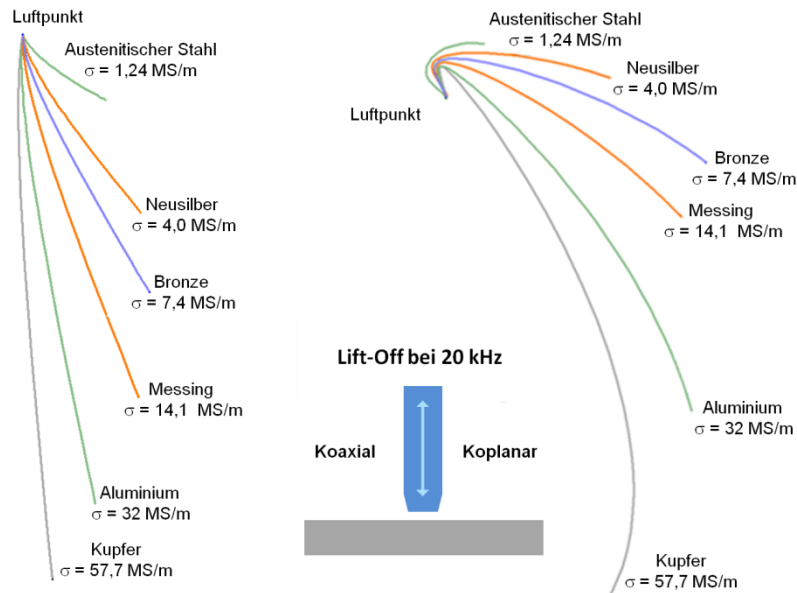 Luftpunkt
Austenitischer Stahl
σ = 1,24 MS/m
Neusilber
σ = 4,0 MS/m
Bronze
σ = 7,4 MS/m
Messing
σ = 14,1 MS/m
Aluminium
σ = 32 MS/m
Kupfer
σ = 57,7 MS/m
Lift-Off bei 20 kHz
Koaxial
Koplanar
Austenitischer Stahl
σ = 1,24 MS/m
Neusilber
σ = 4,0 MS/m
Luftpunkt
Bronze
σ = 7,4 MS/m
Messing
σ = 14,1 MS/m
Aluminium
σ = 32 MS/m
Kupfer
σ = 57,7 MS/m